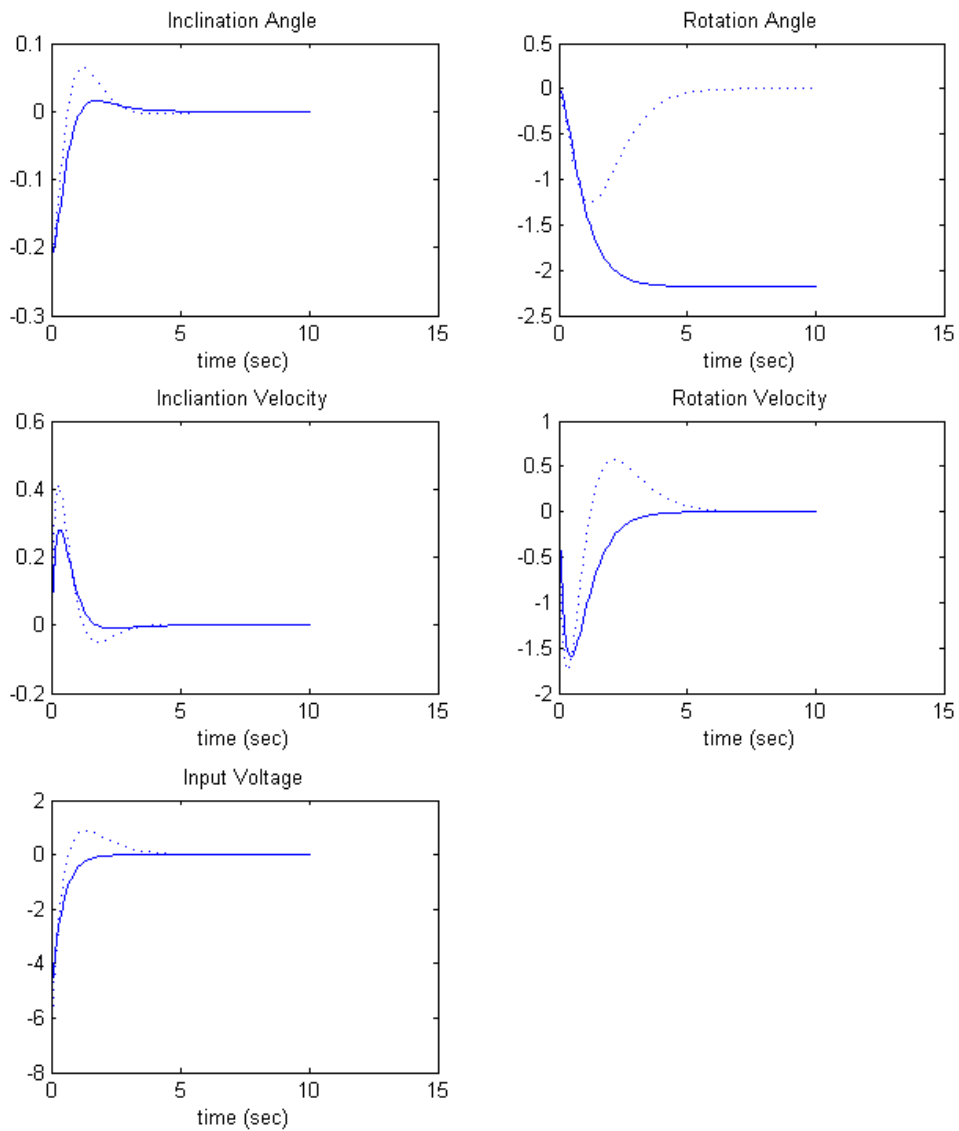 Inclination Angle
0.1
0
-0.1
-0.2
-0.3
0 5 10 15
time (sec)
Rotation Angle
0.5
0
-0.5
-1
-1.5
-2
-2.5
0 5 10 15
time (sec)
Incliantion Velocity
0.6
0.4
0.2
0
-0.2
0 5 10 15
time (sec)
Rotation Velocity
1
0.5
0
-0.5
-1
-1.5
-2
0 5 10 15
time (sec)
Input Voltage
2
0
-2
-4
-6
-8
0 5 10 15
time (sec)